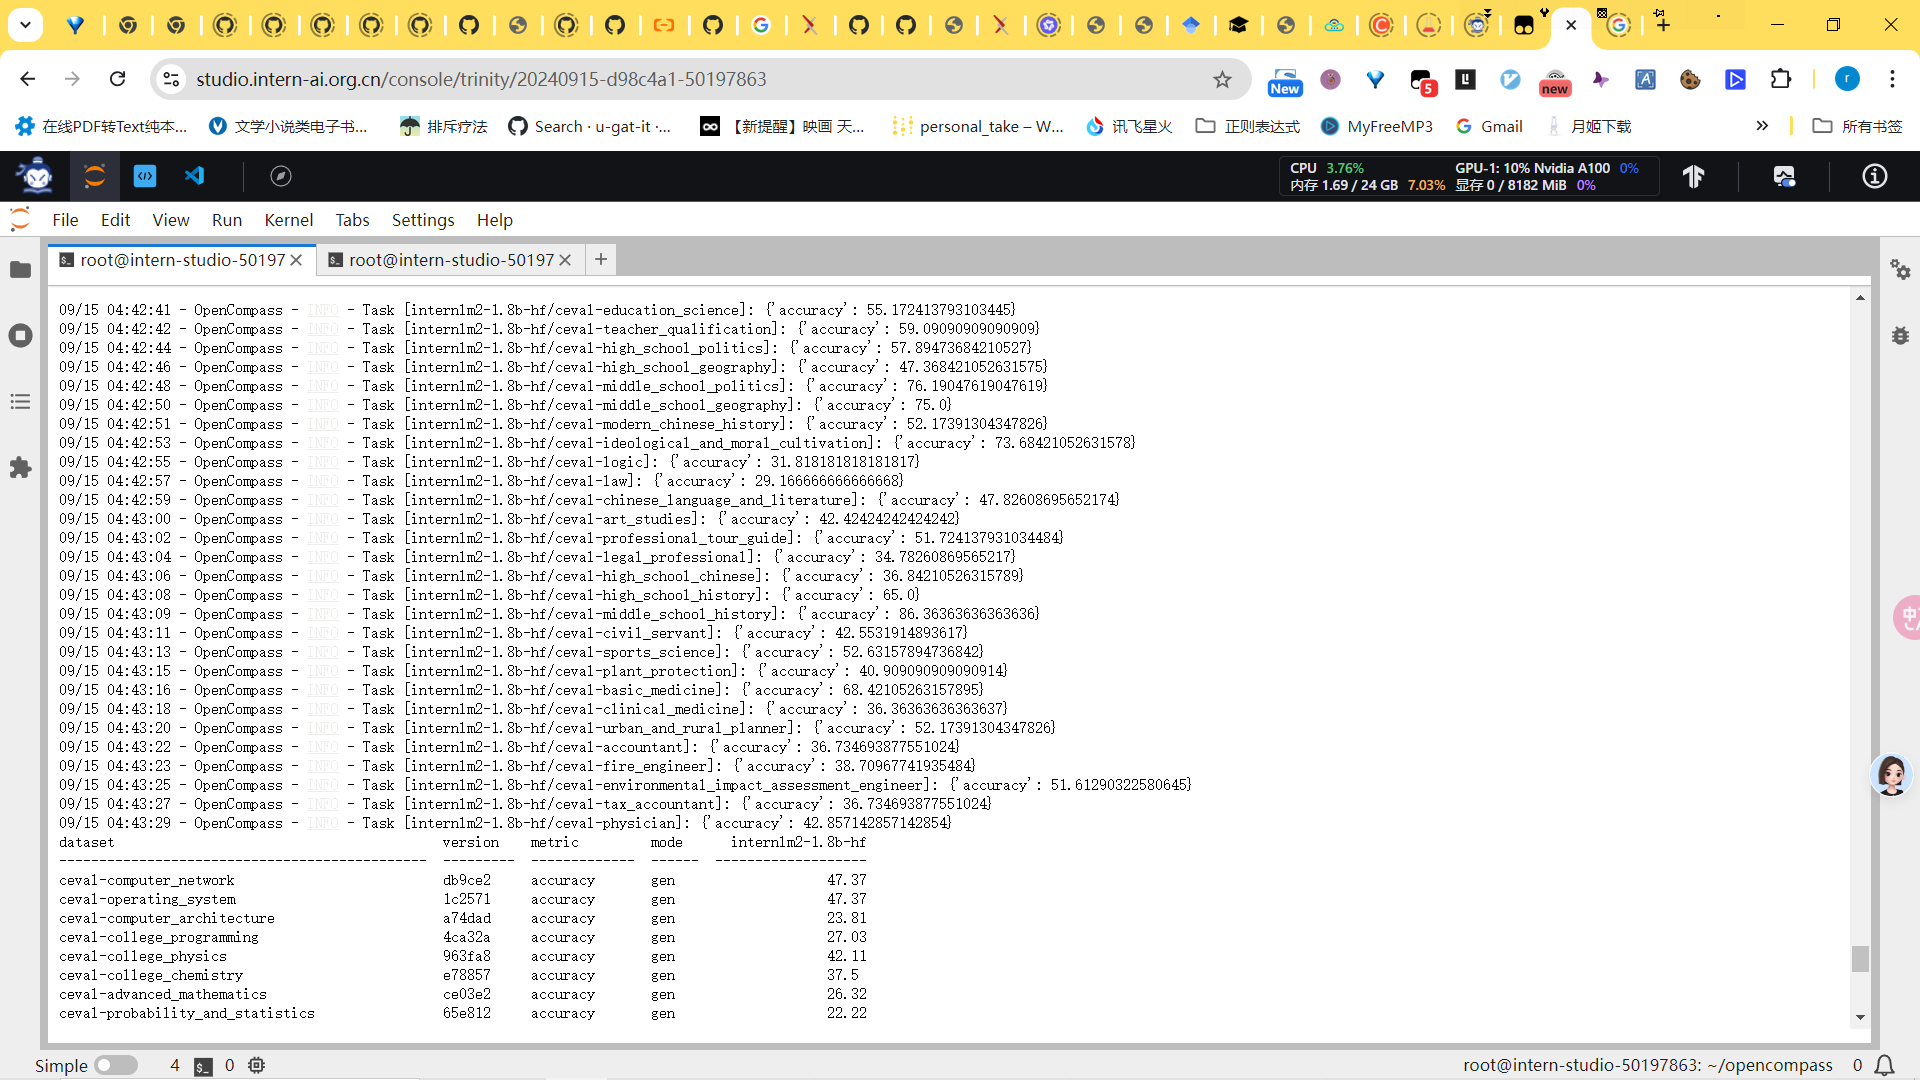 studio.intern-ai.org.cn/console/trinity/20240915-d98c4a1-50197863
New
5
new
r
在线PDF转Text纯本...
文学小说类电子书...
排斥疗法
Search · u-gat-it ·...
【新提醒】映画 天...
personal_take – W...
讯飞星火
正则表达式
MyFreeMP3
Gmail
月姬下载
所有书签
CPU 3.76%
GPU-1: 10% Nvidia A100 0%
内存 1.69 / 24 GB 7.03%
显存 0 / 8182 MiB 0%
File Edit View Run Kernel Tabs Settings Help
root@intern-studio-50197
root@intern-studio-50197
09/15 04:42:41 - OpenCompass - INFO - Task [internlm2-1.8b-hf/ceval-education_science]: {'accuracy': 55.172413793103445}
09/15 04:42:42 - OpenCompass - INFO - Task [internlm2-1.8b-hf/ceval-teacher_qualification]: {'accuracy': 59.09090909090909}
09/15 04:42:44 - OpenCompass - INFO - Task [internlm2-1.8b-hf/ceval-high_school_politics]: {'accuracy': 57.89473684210527}
09/15 04:42:46 - OpenCompass - INFO - Task [internlm2-1.8b-hf/ceval-high_school_geography]: {'accuracy': 47.368421052631575}
09/15 04:42:48 - OpenCompass - INFO - Task [internlm2-1.8b-hf/ceval-middle_school_politics]: {'accuracy': 76.19047619047619}
09/15 04:42:50 - OpenCompass - INFO - Task [internlm2-1.8b-hf/ceval-middle_school_geography]: {'accuracy': 75.0}
09/15 04:42:51 - OpenCompass - INFO - Task [internlm2-1.8b-hf/ceval-modern_chinese_history]: {'accuracy': 52.17391304347826}
09/15 04:42:53 - OpenCompass - INFO - Task [internlm2-1.8b-hf/ceval-ideological_and_moral_cultivation]: {'accuracy': 73.68421052631578}
09/15 04:42:55 - OpenCompass - INFO - Task [internlm2-1.8b-hf/ceval-logic]: {'accuracy': 31.818181818181817}
09/15 04:42:57 - OpenCompass - INFO - Task [internlm2-1.8b-hf/ceval-law]: {'accuracy': 29.166666666666668}
09/15 04:42:59 - OpenCompass - INFO - Task [internlm2-1.8b-hf/ceval-chinese_language_and_literature]: {'accuracy': 47.82608695652174}
09/15 04:43:00 - OpenCompass - INFO - Task [internlm2-1.8b-hf/ceval-art_studies]: {'accuracy': 42.42424242424242}
09/15 04:43:02 - OpenCompass - INFO - Task [internlm2-1.8b-hf/ceval-professional_tour_guide]: {'accuracy': 51.724137931034484}
09/15 04:43:04 - OpenCompass - INFO - Task [internlm2-1.8b-hf/ceval-legal_professional]: {'accuracy': 34.78260869565217}
09/15 04:43:06 - OpenCompass - INFO - Task [internlm2-1.8b-hf/ceval-high_school_chinese]: {'accuracy': 36.84210526315789}
09/15 04:43:08 - OpenCompass - INFO - Task [internlm2-1.8b-hf/ceval-high_school_history]: {'accuracy': 65.0}
09/15 04:43:09 - OpenCompass - INFO - Task [internlm2-1.8b-hf/ceval-middle_school_history]: {'accuracy': 86.36363636363636}
09/15 04:43:11 - OpenCompass - INFO - Task [internlm2-1.8b-hf/ceval-civil_servant]: {'accuracy': 42.5531914893617}
09/15 04:43:13 - OpenCompass - INFO - Task [internlm2-1.8b-hf/ceval-sports_science]: {'accuracy': 52.63157894736842}
09/15 04:43:15 - OpenCompass - INFO - Task [internlm2-1.8b-hf/ceval-plant_protection]: {'accuracy': 40.909090909090914}
09/15 04:43:16 - OpenCompass - INFO - Task [internlm2-1.8b-hf/ceval-basic_medicine]: {'accuracy': 68.42105263157895}
09/15 04:43:18 - OpenCompass - INFO - Task [internlm2-1.8b-hf/ceval-clinical_medicine]: {'accuracy': 36.36363636363637}
09/15 04:43:20 - OpenCompass - INFO - Task [internlm2-1.8b-hf/ceval-urban_and_rural_planner]: {'accuracy': 52.17391304347826}
09/15 04:43:22 - OpenCompass - INFO - Task [internlm2-1.8b-hf/ceval-accountant]: {'accuracy': 36.734693877551024}
09/15 04:43:23 - OpenCompass - INFO - Task [internlm2-1.8b-hf/ceval-fire_engineer]: {'accuracy': 38.70967741935484}
09/15 04:43:25 - OpenCompass - INFO - Task [internlm2-1.8b-hf/ceval-environmental_impact_assessment_engineer]: {'accuracy': 51.61290322580645}
09/15 04:43:27 - OpenCompass - INFO - Task [internlm2-1.8b-hf/ceval-tax_accountant]: {'accuracy': 36.734693877551024}
09/15 04:43:29 - OpenCompass - INFO - Task [internlm2-1.8b-hf/ceval-physician]: {'accuracy': 42.857142857142854}
dataset version metric mode internlm2-1.8b-hf
---------------------------------------------- --------- ------------- ------ -------------------
ceval-computer_network db9ce2 accuracy gen 47.37
ceval-operating_system 1c2571 accuracy gen 47.37
ceval-computer_architecture a74dad accuracy gen 23.81
ceval-college_programming 4ca32a accuracy gen 27.03
ceval-college_physics 963fa8 accuracy gen 42.11
ceval-college_chemistry e78857 accuracy gen 37.5
ceval-advanced_mathematics ce03e2 accuracy gen 26.32
ceval-probability_and_statistics 65e812 accuracy gen 22.22
Simple 4 0
root@intern-studio-50197863: ~/opencompass 0